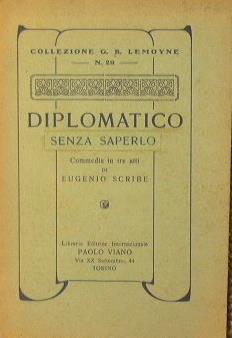 COLLEZIONE G. B. LEMOYNE
N. 29
DIPLOMATICO
SENZA SAPERLO
Commedia in tre atti
DI
EUGENIO SCRIBE
Libreria Editrice Internazionale
PAOLO VIANO
Via XX Settembre, 44
TORINO